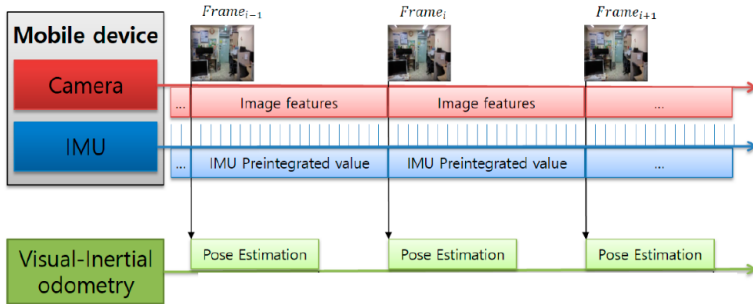 Frame_{i-1}
Frame_i
Frame_{i+1}
Mobile device
Camera
... Image features Image features ...
IMU
... IMU Preintegrated value IMU Preintegrated value ...
Visual-Inertial
odometry
Pose Estimation Pose Estimation Pose Estimation